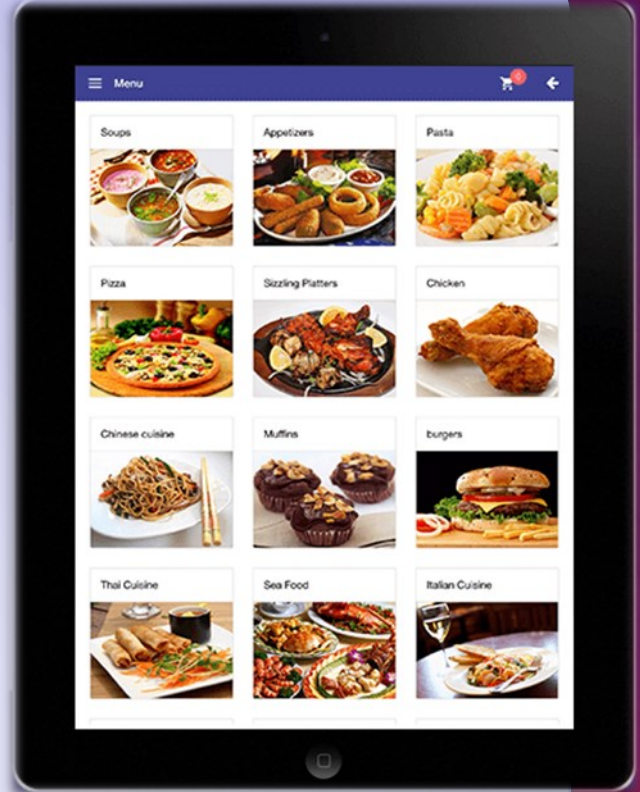 Menu
0
Soups
Appetizers
Pasta
Pizza
Sizzling Platters
Chicken
Chinese cuisine
Muffins
burgers
Thai Cuisine
Sea Food
Italian Cuisine